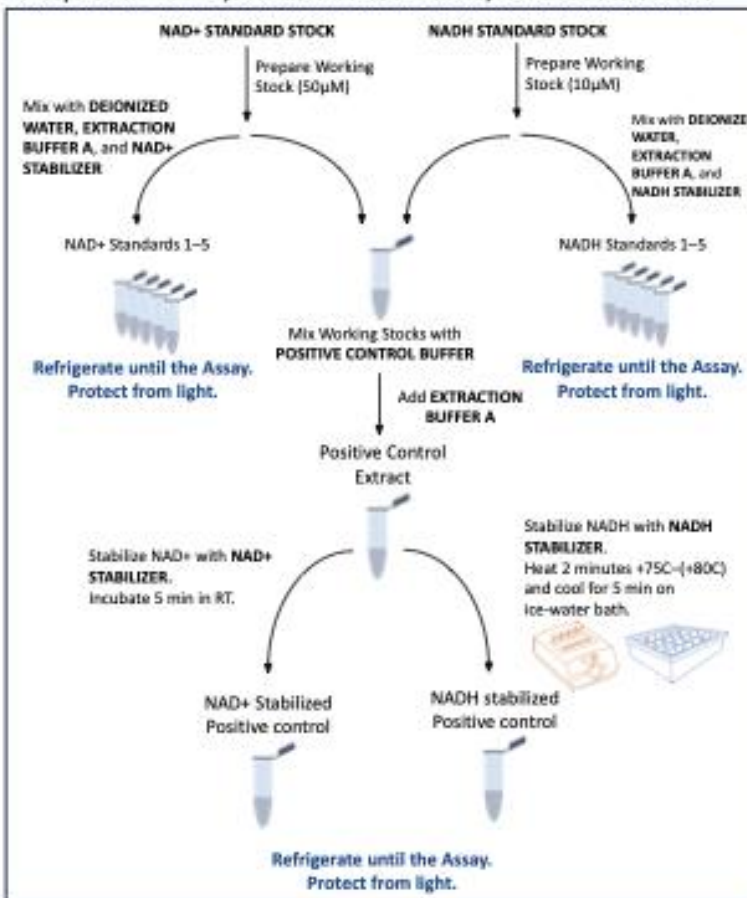 NAD+ STANDARD STOCK
NADH STANDARD STOCK
Prepare Working
Stock (50μM)
Prepare Working
Stock (10μM)
Mix with DEIONIZED
WATER, EXTRACTION
BUFFER A, and NAD+
STABILIZER
Mix with DEIONIZE
WATER,
EXTRACTION
BUFFER A, and
NADH STABILIZER
NAD+ Standards 1–5
NADH Standards 1–5
Mix Working Stocks with
POSITIVE CONTROL BUFFER
Refrigerate until the Assay.
Protect from light.
Refrigerate until the Assay.
Protect from light.
Add EXTRACTION
BUFFER A
Positive Control
Extract
Stabilize NAD+ with NAD+
STABILIZER.
Incubate 5 min in RT.
Stabilize NADH with NADH
STABILIZER.
Heat 2 minutes +75C–(+80C)
and cool for 5 min on
ice-water bath.
NAD+ Stabilized
Positive control
NADH stabilized
Positive control
Refrigerate until the Assay.
Protect from light.